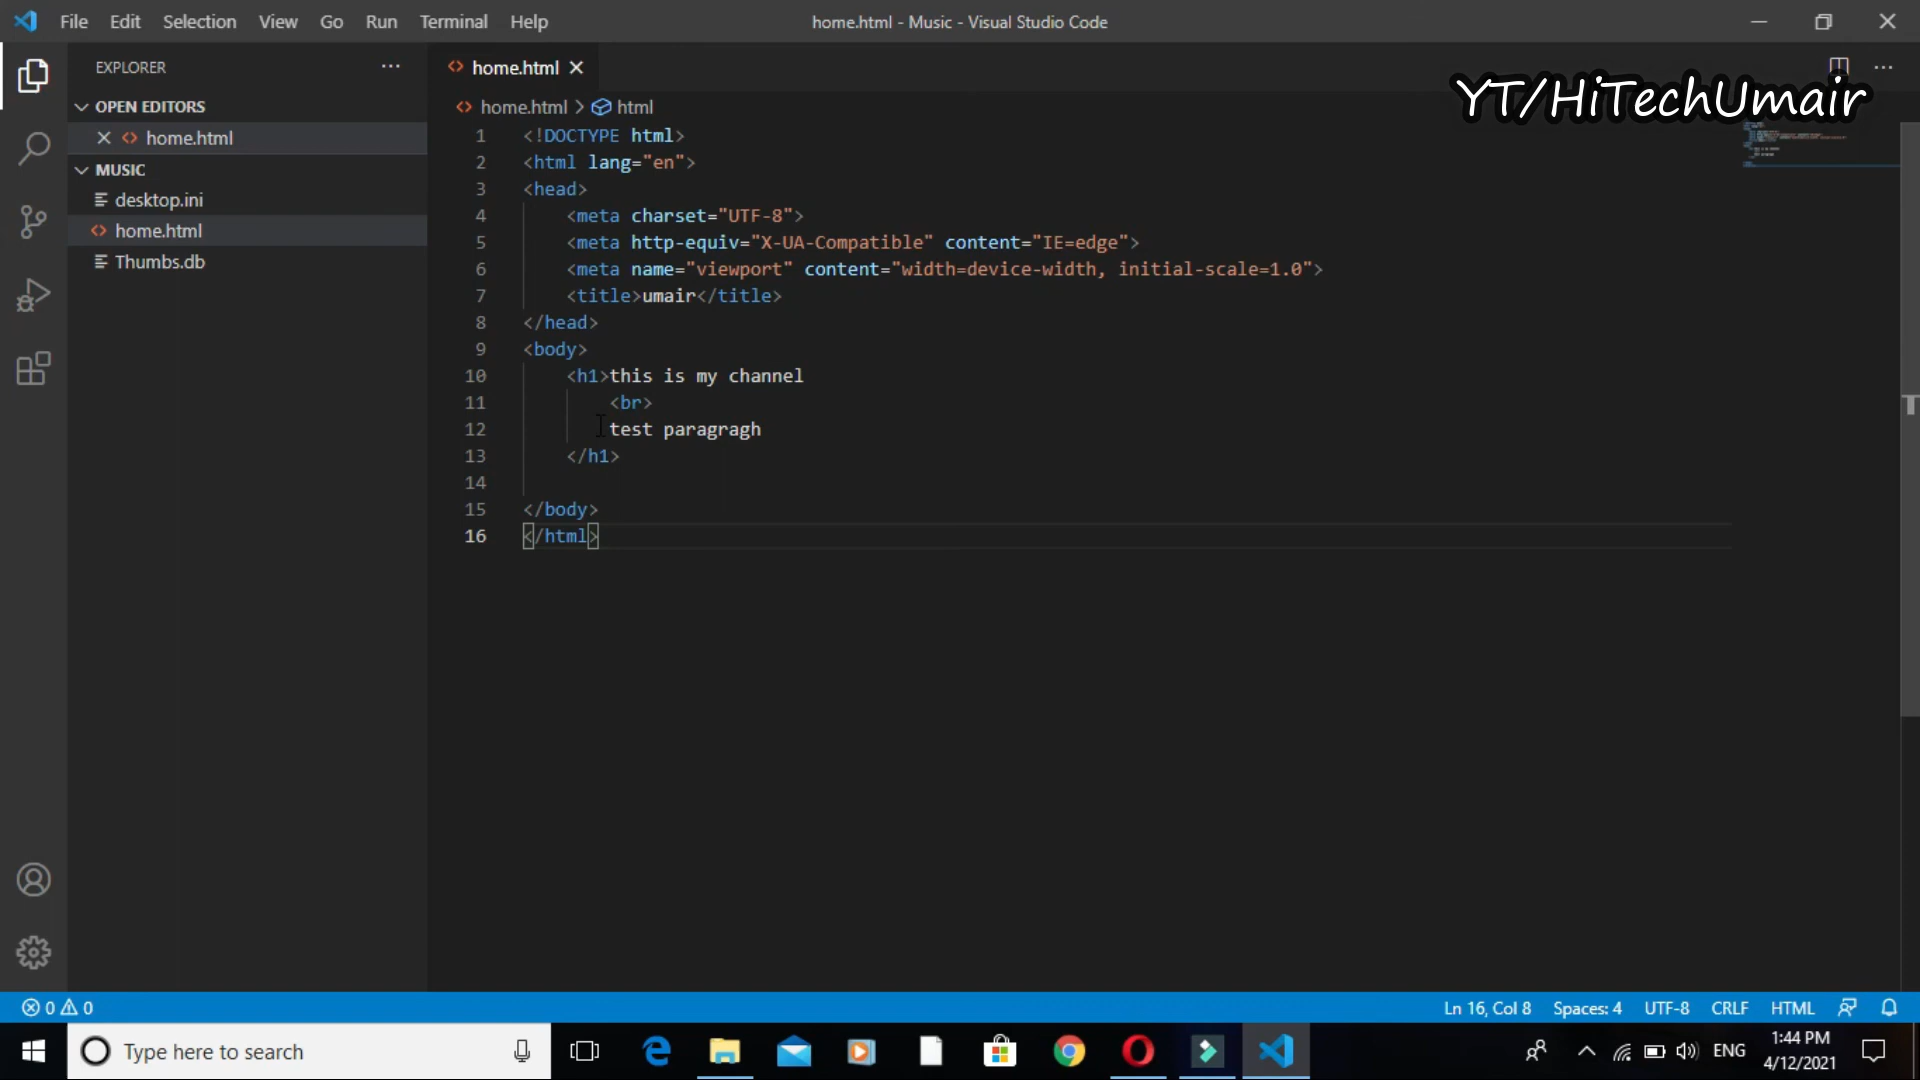 File Edit Selection View Go Run Terminal Help
home.html - Music - Visual Studio Code
EXPLORER
OPEN EDITORS
home.html
MUSIC
desktop.ini
home.html
Thumbs.db
home.html
YT/HiTechUmair
home.html > html
1 <!DOCTYPE html>
2 <html lang="en">
3 <head>
4 <meta charset="UTF-8">
5 <meta http-equiv="X-UA-Compatible" content="IE=edge">
6 <meta name="viewport" content="width=device-width, initial-scale=1.0">
7 <title>umair</title>
8 </head>
9 <body>
10 <h1>this is my channel
11 <br>
12 test paragragh
13 </h1>
14
15 </body>
16 </html>
0 0
Ln 16, Col 8 Spaces: 4 UTF-8 CRLF HTML
Type here to search
ENG
1:44 PM
4/12/2021